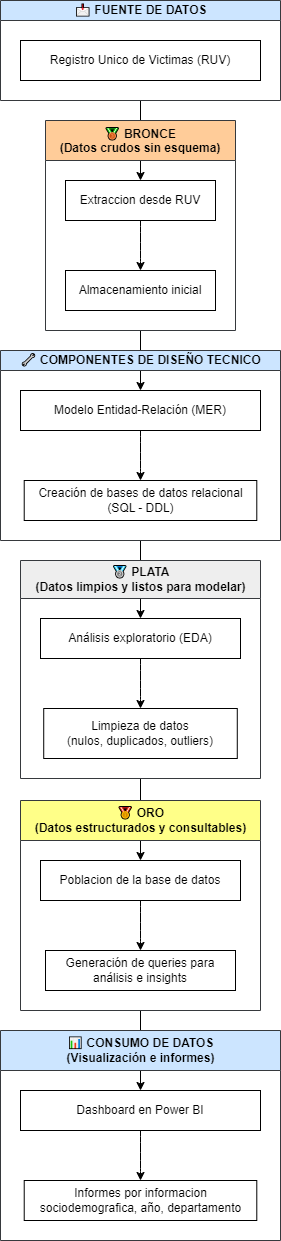 FUENTE DE DATOS
Registro Unico de Victimas (RUV)
BRONCE
(Datos crudos sin esquema)
Extraccion desde RUV
Almacenamiento inicial
COMPONENTES DE DISEÑO TECNICO
Modelo Entidad-Relación (MER)
Creación de bases de datos relacional
(SQL - DDL)
PLATA
(Datos limpios y listos para modelar)
Análisis exploratorio (EDA)
Limpieza de datos
(nulos, duplicados, outliers)
ORO
(Datos estructurados y consultables)
Poblacion de la base de datos
Generación de queries para
análisis e insights
CONSUMO DE DATOS
(Visualización e informes)
Dashboard en Power BI
Informes por informacion
sociodemografica, año, departamento